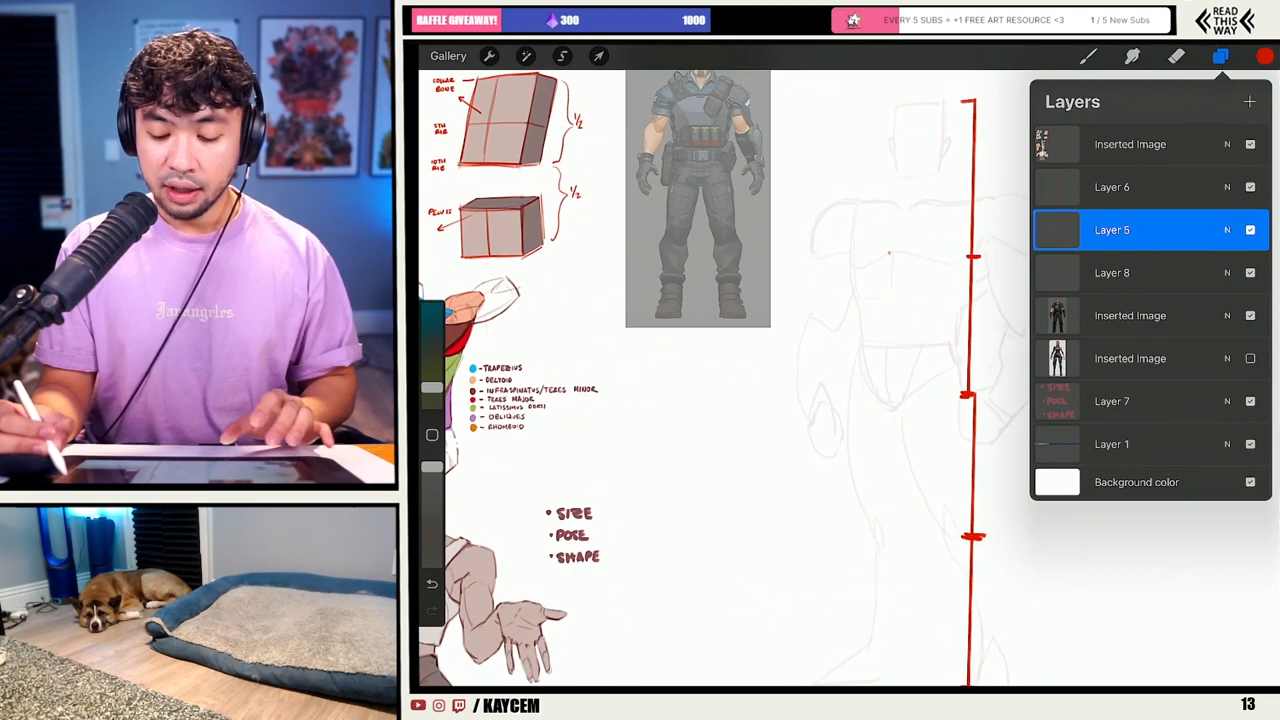 RAFFLE GIVEAWAY!
300
1000
EVERY 5 SUBS = +1 FREE ART RESOURCE <3
1 / 5 New Subs
READ
THIS
WAY
Gallery
Layers
Inserted Image N
Layer 6 N
Layer 5 N
Layer 8 N
Inserted Image N
Inserted Image N
Layer 7 N
Layer 1 N
Background color
COLLAR
BONE
5TH
RIB
10TH
RIB
1/2
PELVIS
1/2
- TRAPEZIUS
- DELTOID
- INFRASPINATUS/TERES MINOR
- TERES MAJOR
- LATISSIMUS DORSI
- OBLIQUES
- RHOMBOID
• SIZE
• POSE
• SHAPE
• SIZE
• POSE
• SHAPE
/ KAYCEM
13